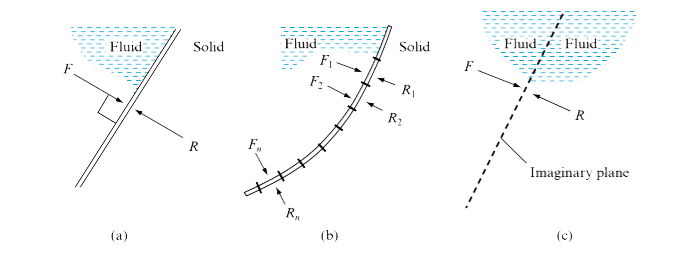 Fluid
Solid
F
R
(a)
Fluid
Solid
F1
R1
F2
R2
Fn
Rn
(b)
Fluid
Fluid
F
R
Imaginary plane
(c)